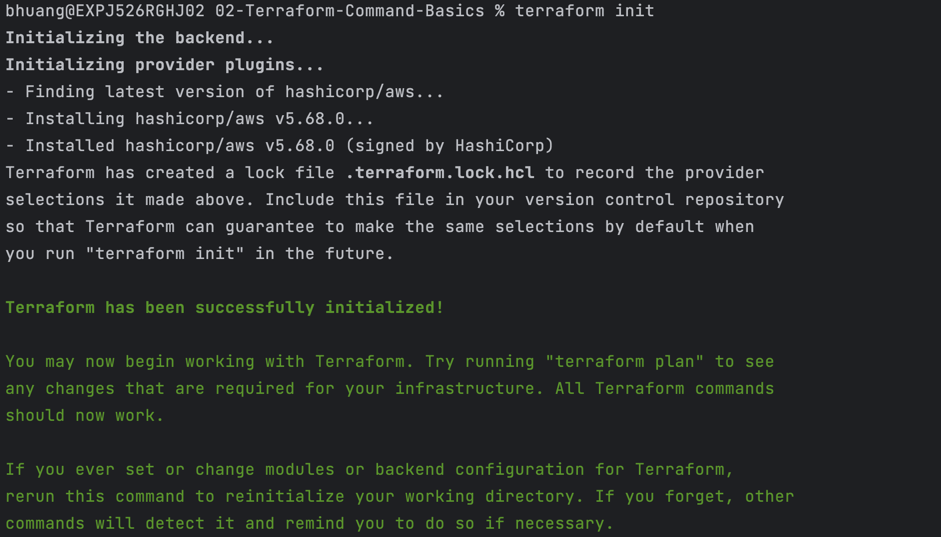 bhuang@EXPJ526RGHJ02 02-Terraform-Command-Basics % terraform init
Initializing the backend...
Initializing provider plugins...
- Finding latest version of hashicorp/aws...
- Installing hashicorp/aws v5.68.0...
- Installed hashicorp/aws v5.68.0 (signed by HashiCorp)
Terraform has created a lock file .terraform.lock.hcl to record the provider
selections it made above. Include this file in your version control repository
so that Terraform can guarantee to make the same selections by default when
you run "terraform init" in the future.
Terraform has been successfully initialized!
You may now begin working with Terraform. Try running "terraform plan" to see
any changes that are required for your infrastructure. All Terraform commands
should now work.
If you ever set or change modules or backend configuration for Terraform,
rerun this command to reinitialize your working directory. If you forget, other
commands will detect it and remind you to do so if necessary.